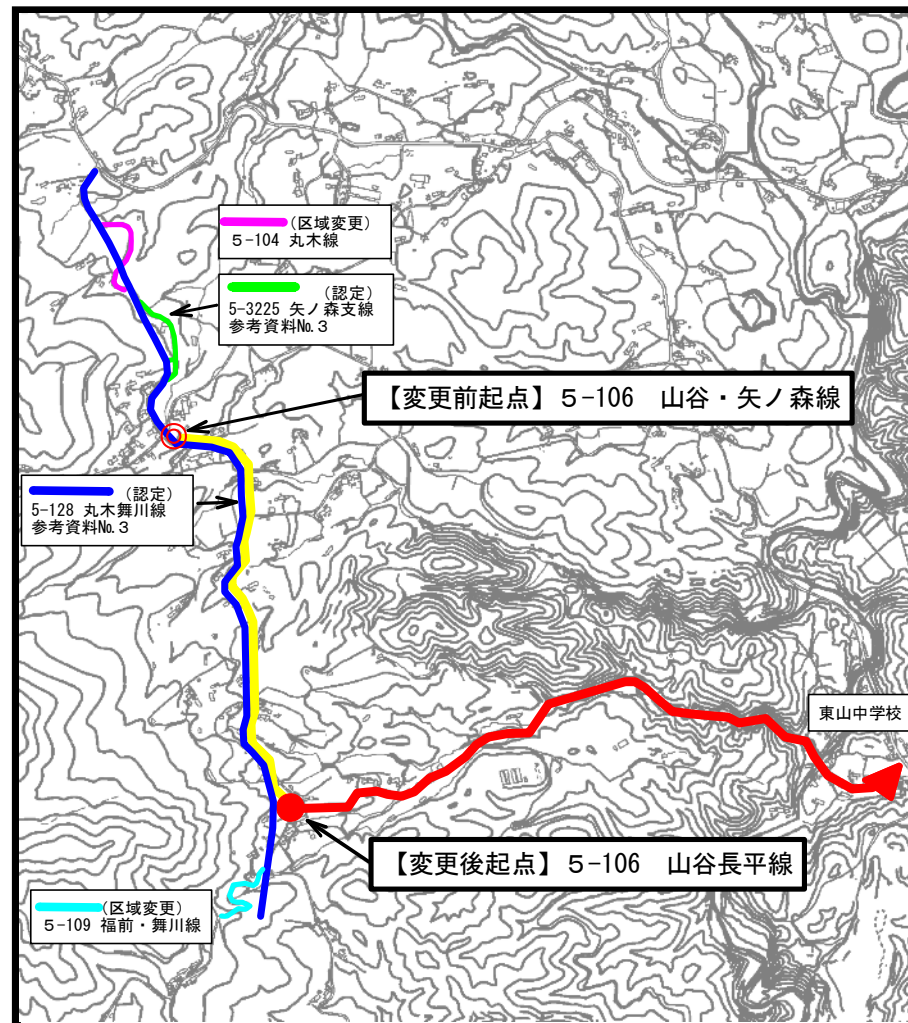 (区域変更)
5-104 丸木線
(認定)
5-3225 矢ノ森支線
参考資料No.3
【変更前起点】5-106 山谷・矢ノ森線
(認定)
5-128 丸木舞川線
参考資料No.3
東山中学校
【変更後起点】5-106 山谷長平線
(区域変更)
5-109 福前・舞川線